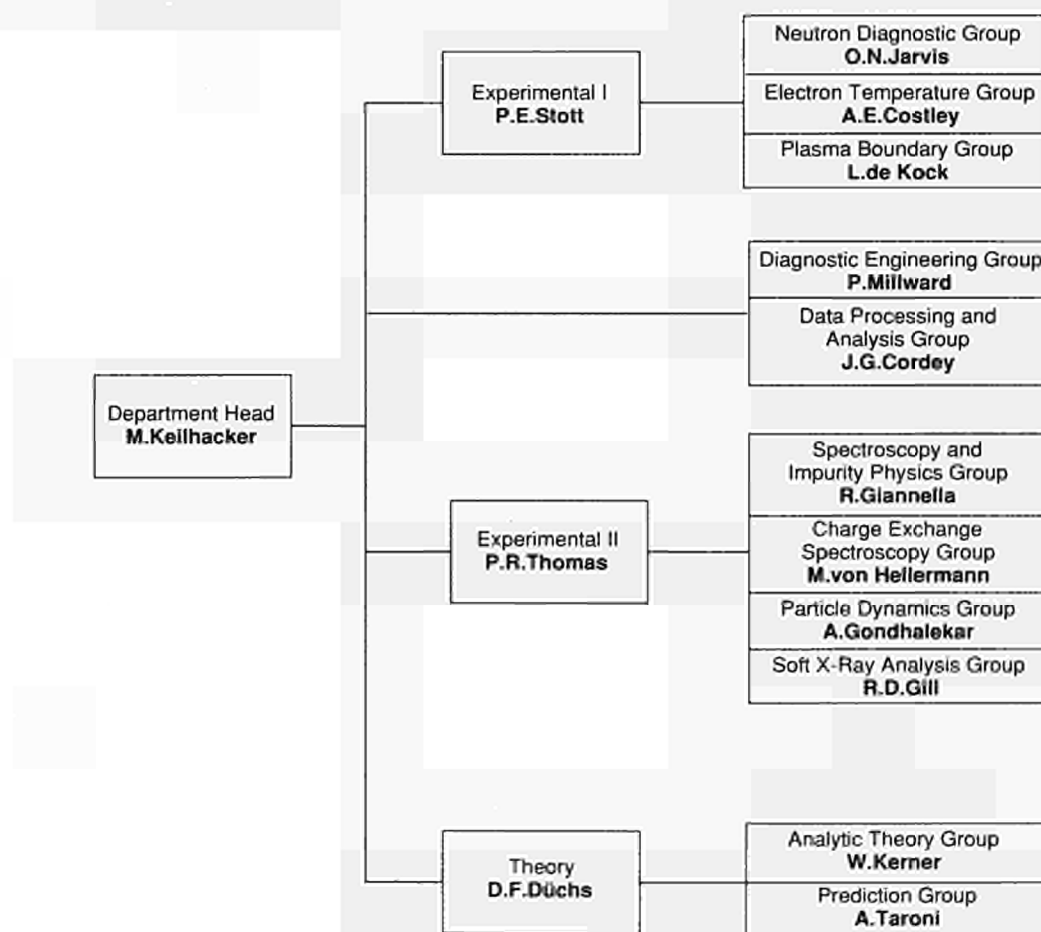 Neutron Diagnostic Group
O.N.Jarvis
Experimental I
P.E.Stott
Electron Temperature Group
A.E.Costley
Plasma Boundary Group
L.de Kock
Diagnostic Engineering Group
P.Millward
Data Processing and
Analysis Group
J.G.Cordey
Department Head
M.Keilhacker
Spectroscopy and
Impurity Physics Group
R.Giannella
Experimental II
P.R.Thomas
Charge Exchange
Spectroscopy Group
M.von Hellermann
Particle Dynamics Group
A.Gondhalekar
Soft X-Ray Analysis Group
R.D.Gill
Theory
D.F.Düchs
Analytic Theory Group
W.Kerner
Prediction Group
A.Taroni